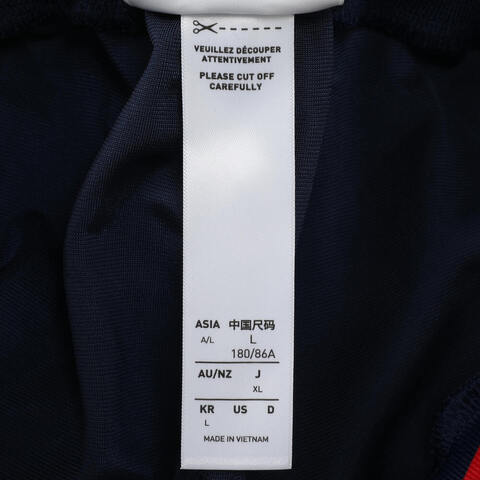 VEUILLEZ DÉCOUPER
ATTENTIVEMENT
PLEASE CUT OFF
CAREFULLY
ASIA 中国尺码
A/L L
180/86A
AU/NZ J
XL
KR US D
L
MADE IN VIETNAM